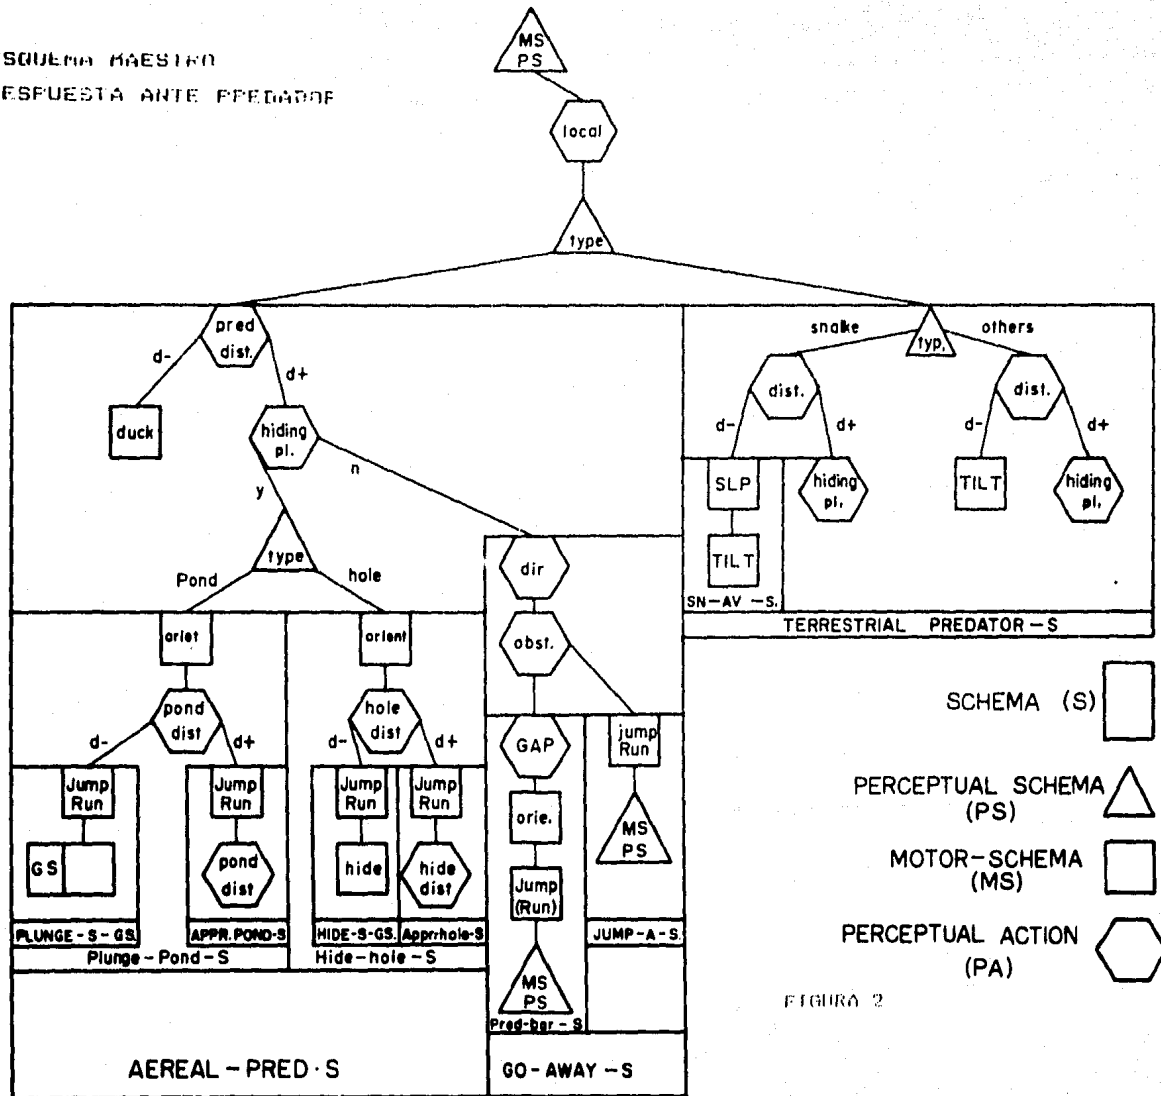 SQUEMA MAESTRO
ESPUESTA ANTE PREDADOR
MS
PS
local
type
pred
dist.
d-
d+
duck
hiding
pl.
y
n
type
Pond
hole
snake
others
typ.
dist.
dist.
d-
d+
d-
d+
SLP
hiding
pl.
TILT
hiding
pl.
TILT
SN-AV-S.
TERRESTRIAL PREDATOR-S
oriet
orient
pond
dist
hole
dist
d-
d+
d-
d+
dir
obst.
GAP
jump
Run
orie.
MS
PS
Jump
(Run)
MS
PS
Jump
Run
Jump
Run
Jump
Run
Jump
Run
GS
pond
dist
hide
hide
dist
PLUNGE-S-GS.
APPR.POND-S
HIDE-S-GS.
Apprrhole-S
JUMP-A-S.
Plunge-Pond-S
Hide-hole-S
Pred-bar-S
AEREAL-PRED·S
GO-AWAY-S
SCHEMA (S)
PERCEPTUAL SCHEMA
(PS)
MOTOR-SCHEMA
(MS)
PERCEPTUAL ACTION
(PA)
FIGURA 2